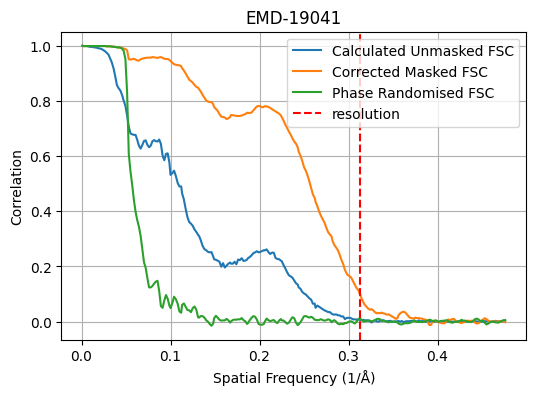 EMD-19041
Calculated Unmasked FSC
Corrected Masked FSC
Phase Randomised FSC
resolution
Correlation
1.0
0.8
0.6
0.4
0.2
0.0
0.0 0.1 0.2 0.3 0.4
Spatial Frequency (1/Å)